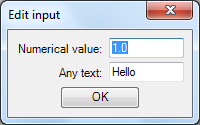 Edit input
Numerical value: 1.0
Any text: Hello
OK